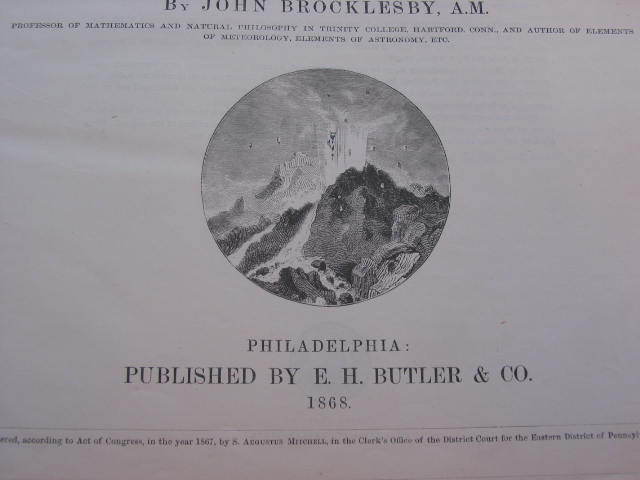 By JOHN BROCKLESBY, A.M.
PROFESSOR OF MATHEMATICS AND NATURAL PHILOSOPHY IN TRINITY COLLEGE, HARTFORD, CONN., AND AUTHOR OF ELEMENTS
OF METEOROLOGY, ELEMENTS OF ASTRONOMY, ETC.
PHILADELPHIA:
PUBLISHED BY E. H. BUTLER & CO.
1868.
ered, according to Act of Congress, in the year 1867, by S. Augustus Mitchell, in the Clerk's Office of the District Court for the Eastern District of Pennsyl